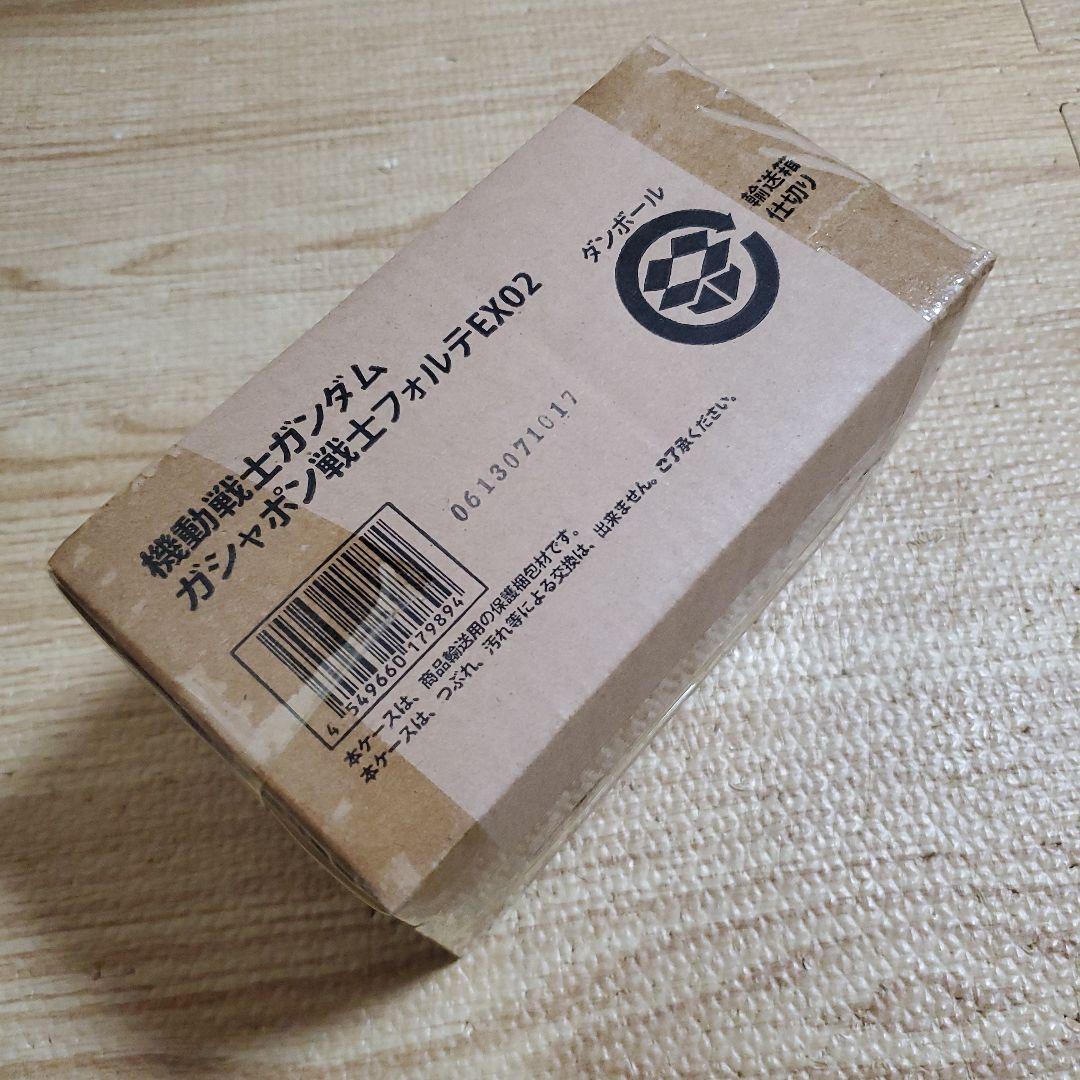 機動戦士ガンダム
ガシャポン戦士フォルテEX02
ダンボール
輸送箱
仕切り
0613071017
4 549660 179894
本ケースは、商品輸送用の保護梱包材です。
本ケースは、つぶれ、汚れ等による交換は、出来ません。ご了承ください。